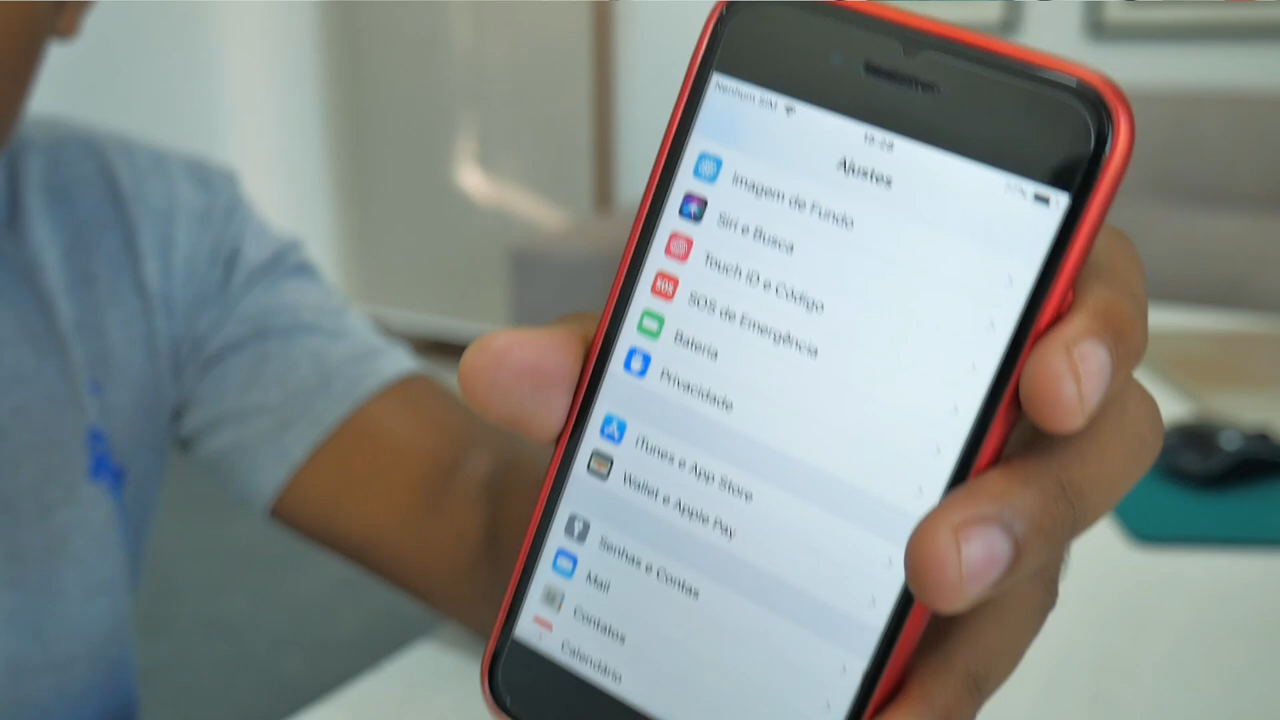 Nenhum SIM
Ajustes
Imagem de Fundo
Siri e Busca
Touch ID e Código
SOS
SOS de Emergência
Bateria
Privacidade
iTunes e App Store
Wallet e Apple Pay
Senhas e Contas
Mail
Contatos
Calendário